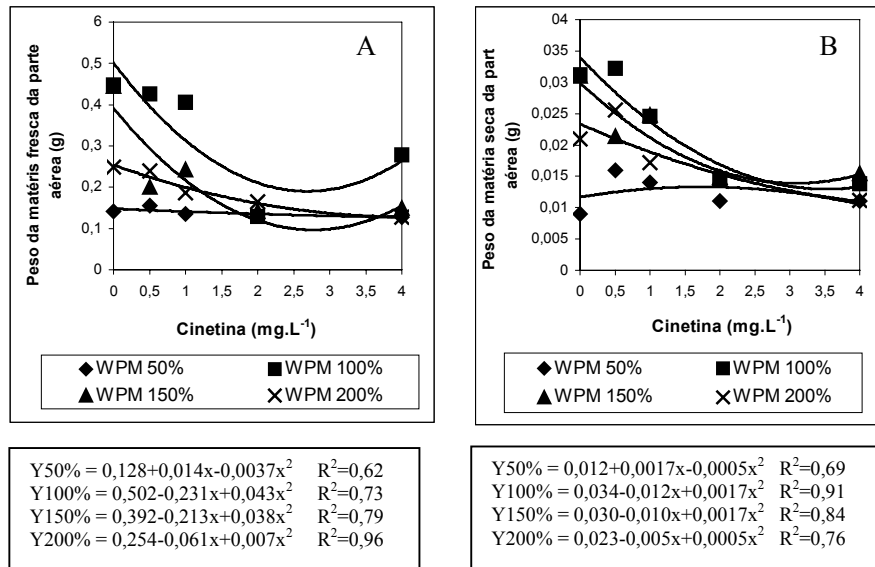 A
Peso da matéris fresca da parte
aérea (g)
0,6
0,5
0,4
0,3
0,2
0,1
0
0 0,5 1 1,5 2 2,5 3 3,5 4
Cinetina (mg.L⁻¹)
WPM 50% WPM 100%
WPM 150% WPM 200%
Y50% = 0,128+0,014x-0,0037x² R²=0,62
Y100% = 0,502-0,231x+0,043x² R²=0,73
Y150% = 0,392-0,213x+0,038x² R²=0,79
Y200% = 0,254-0,061x+0,007x² R²=0,96
B
Peso da matéria seca da part
aérea (g)
04
0,035
0,03
0,025
0,02
0,015
0,01
0,005
0
0 0,5 1 1,5 2 2,5 3 3,5 4
Cinetina (mg.L⁻¹)
WPM 50% WPM 100%
WPM 150% WPM 200%
Y50% = 0,012+0,0017x-0,0005x² R²=0,69
Y100% = 0,034-0,012x+0,0017x² R²=0,91
Y150% = 0,030-0,010x+0,0017x² R²=0,84
Y200% = 0,023-0,005x+0,0005x² R²=0,76